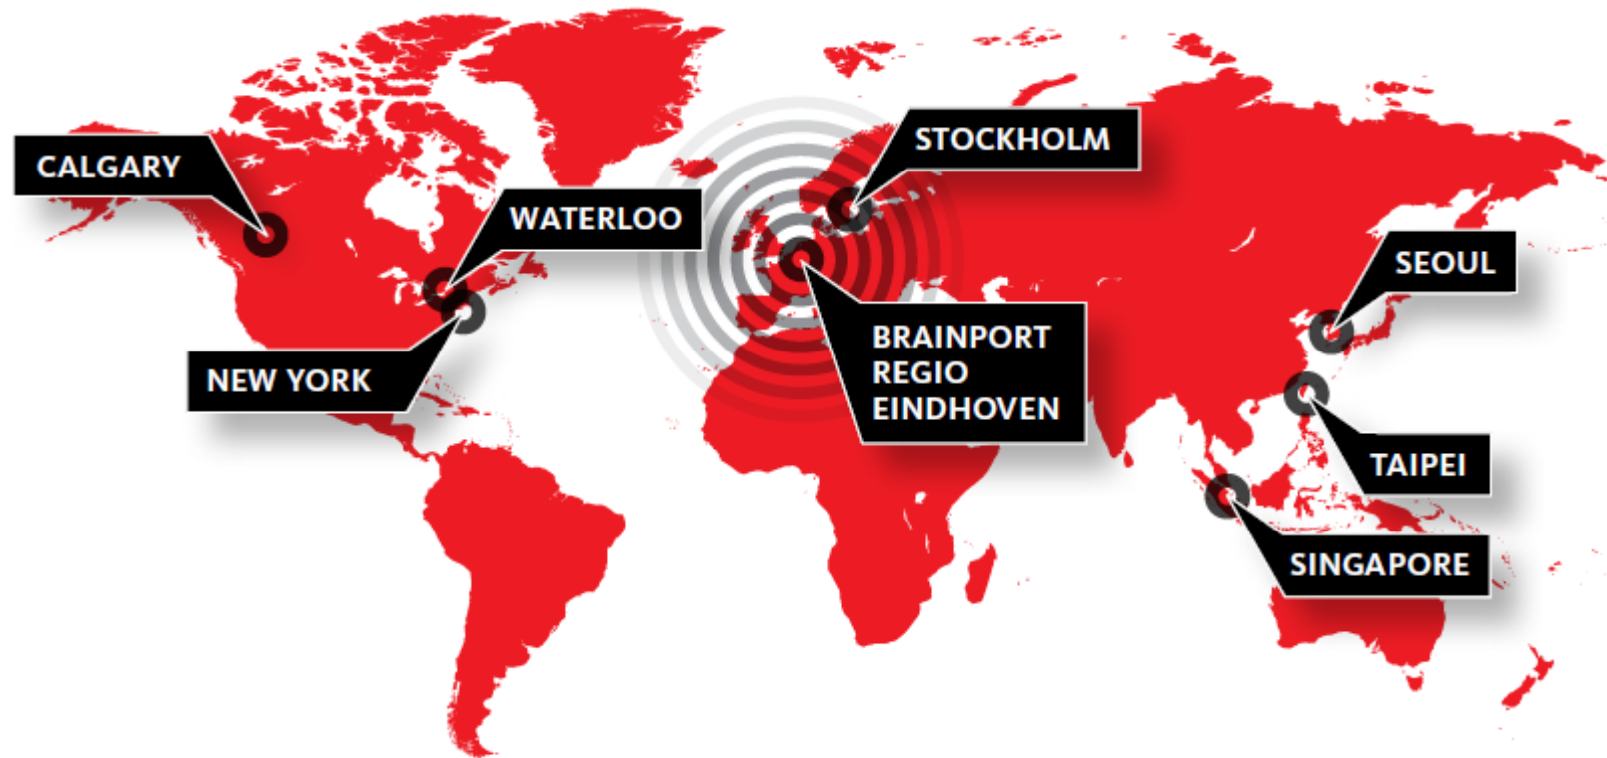 STOCKHOLM
CALGARY
WATERLOO
SEOUL
BRAINPORT
REGIO
EINDHOVEN
NEW YORK
TAIPEI
SINGAPORE